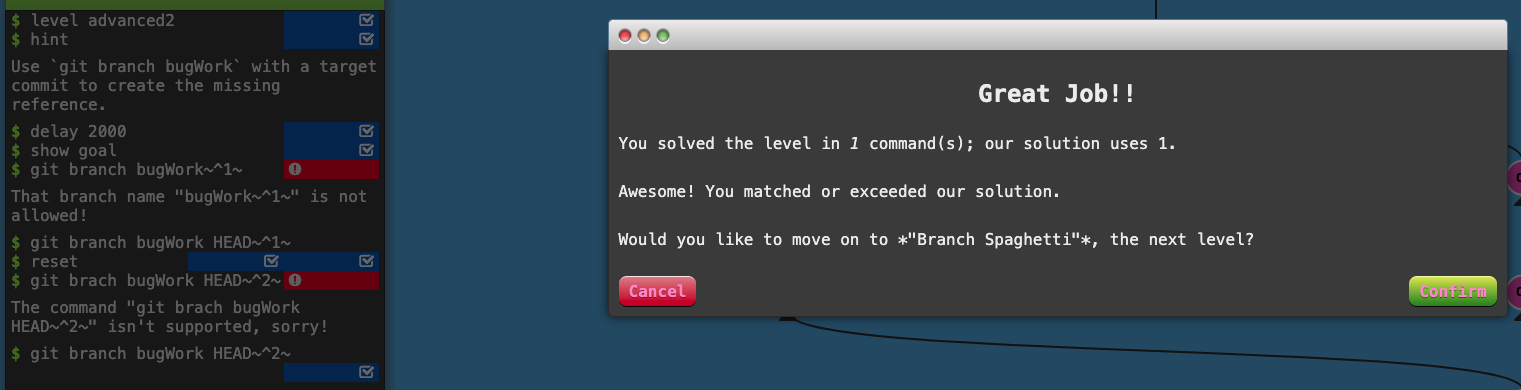 $ level advanced2
$ hint
Use `git branch bugWork` with a target
commit to create the missing
reference.
$ delay 2000
$ show goal
$ git branch bugWork~^1~
That branch name "bugWork~^1~" is not
allowed!
$ git branch bugWork HEAD~^1~
$ reset
$ git brach bugWork HEAD~^2~
The command "git brach bugWork
HEAD~^2~" isn't supported, sorry!
$ git branch bugWork HEAD~^2~
Great Job!!
You solved the level in 1 command(s); our solution uses 1.
Awesome! You matched or exceeded our solution.
Would you like to move on to *"Branch Spaghetti"*, the next level?
Cancel
Confirm